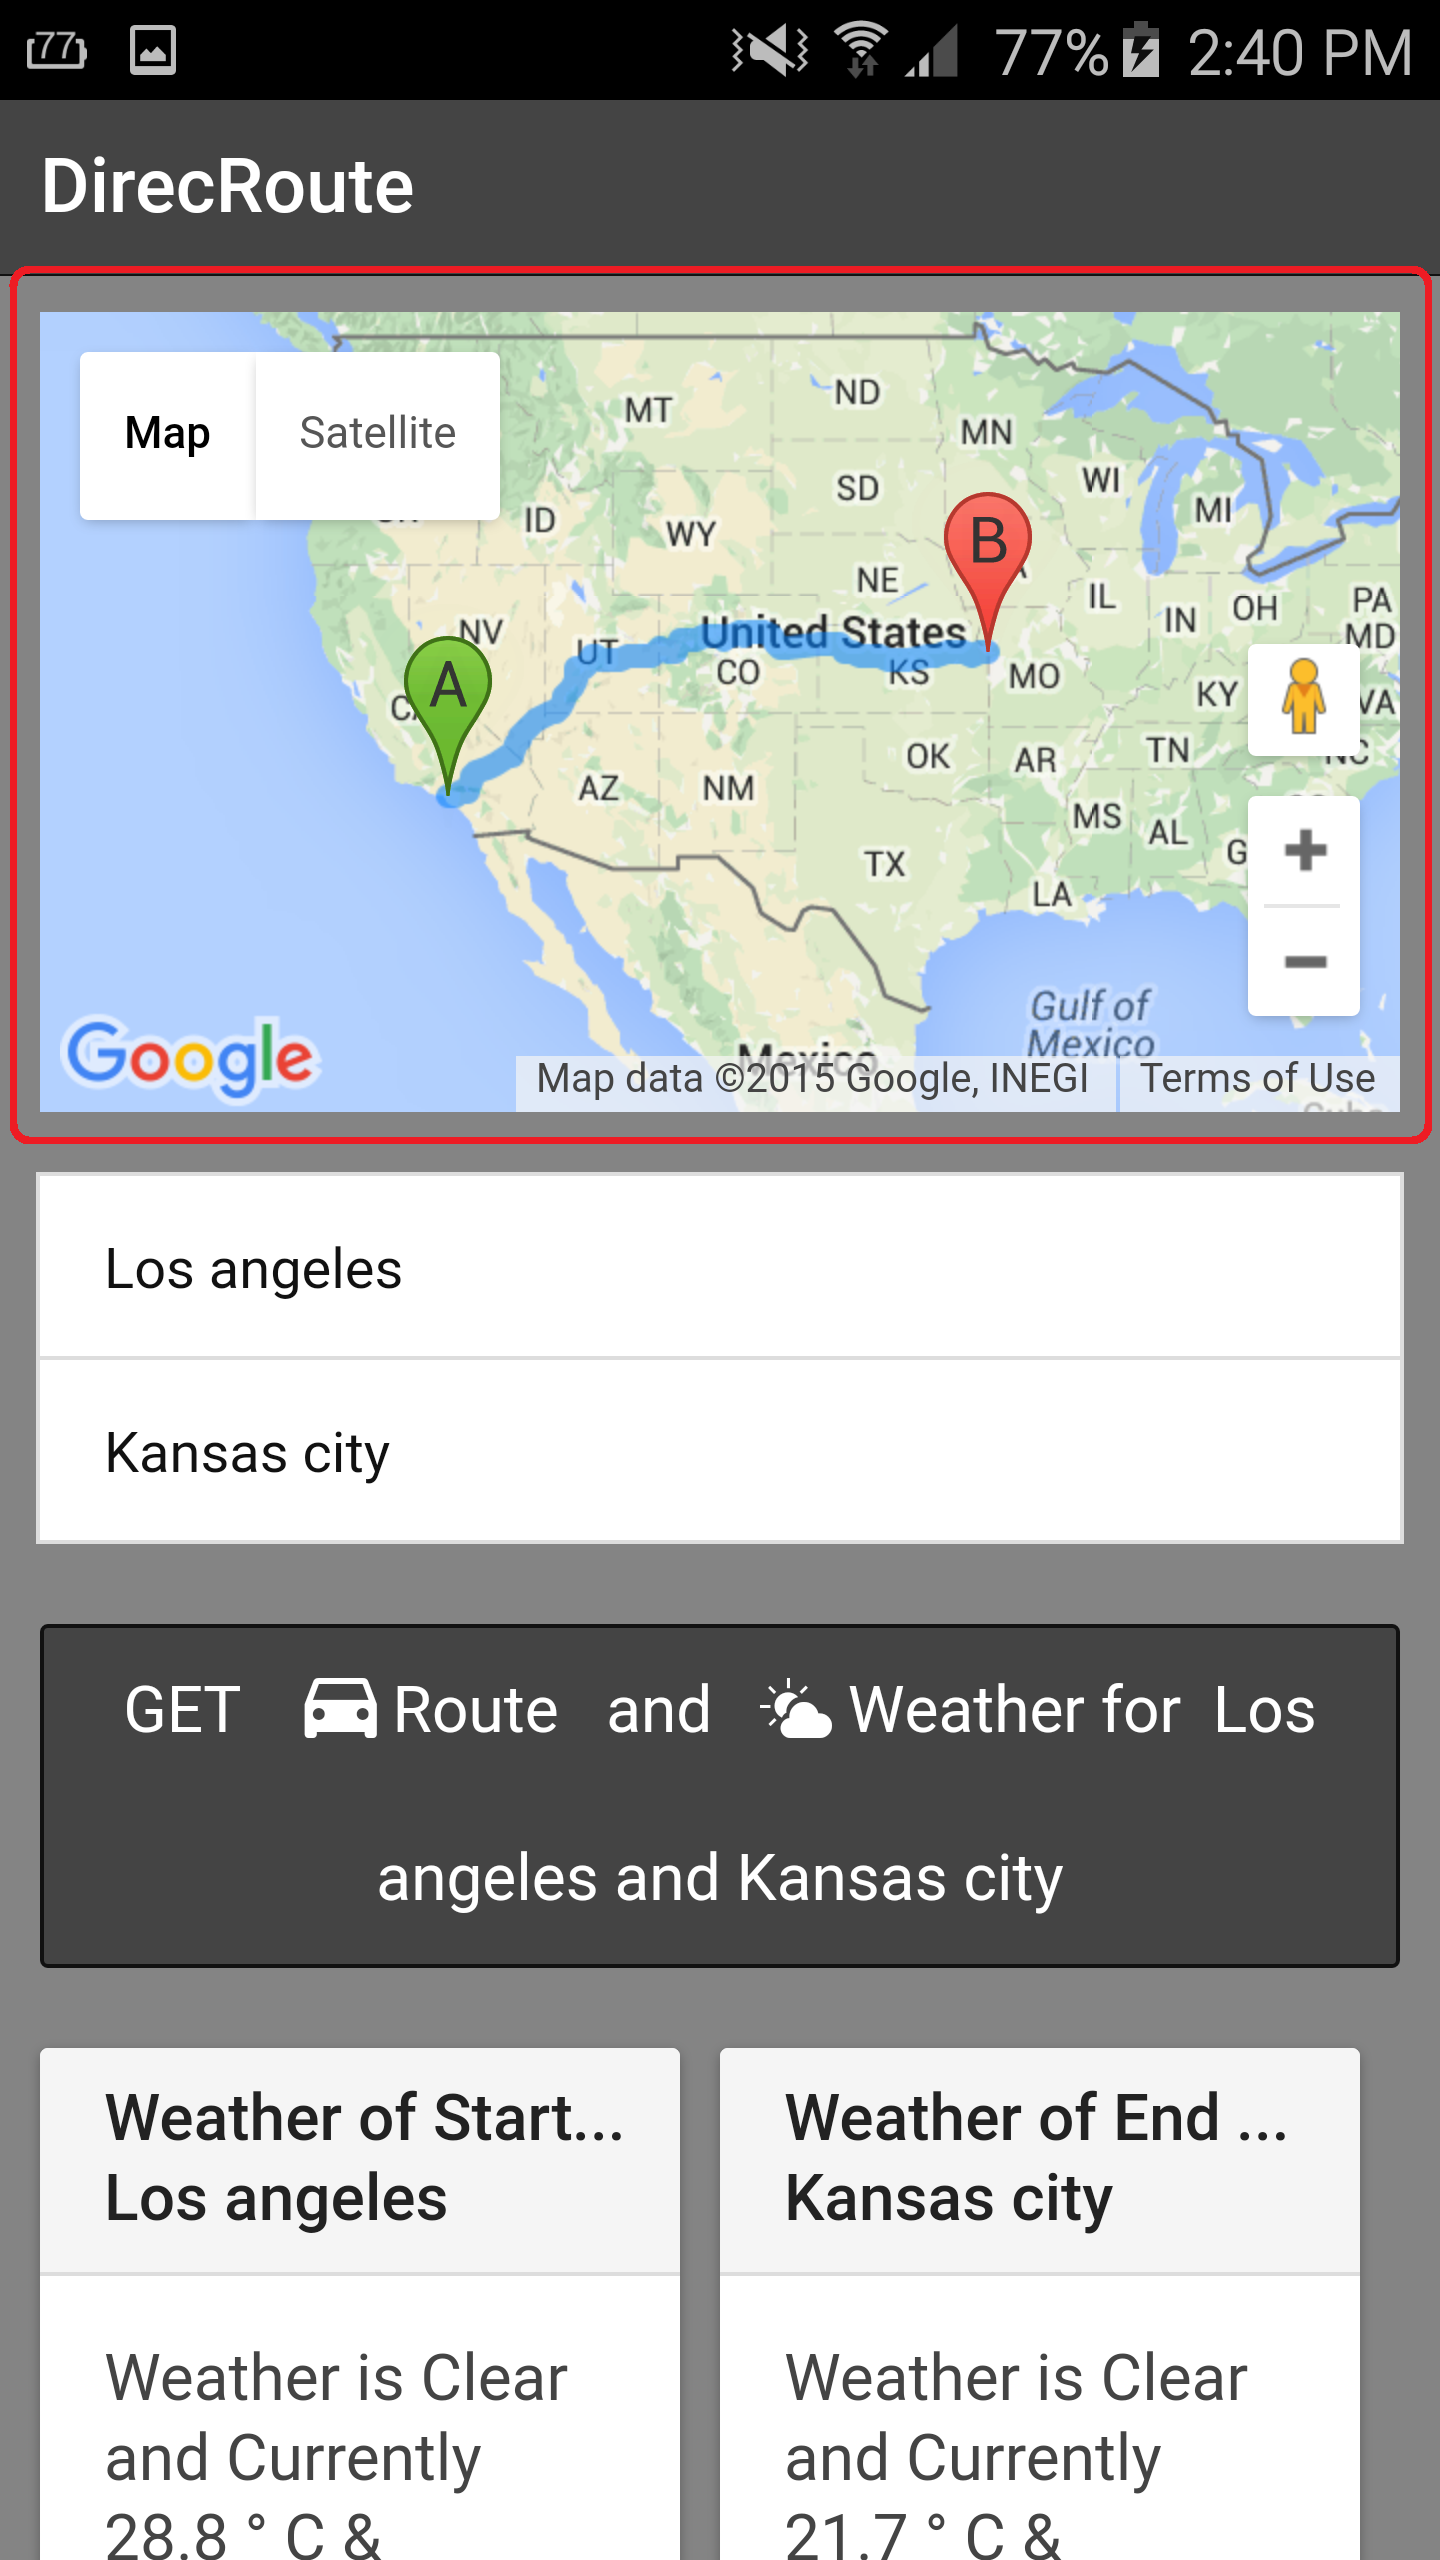 77
77% 2:40 PM
DirecRoute
Map Satellite
MT
ND
MN
SD
WI
MI
ID
WY
NE
IL
IN
OH
PA
MD
NV
UT
United States
CO
KS
MO
KY
VA
A
B
AZ
NM
OK
AR
TN
NC
MS
AL
TX
LA
Gulf of
Mexico
Mexico
Google
Map data ©2015 Google, INEGI
Terms of Use
Los angeles
Kansas city
GET Route and Weather for Los
angeles and Kansas city
Weather of Start...
Los angeles
Weather is Clear
and Currently
28.8 ° C &
Weather of End ...
Kansas city
Weather is Clear
and Currently
21.7 ° C &